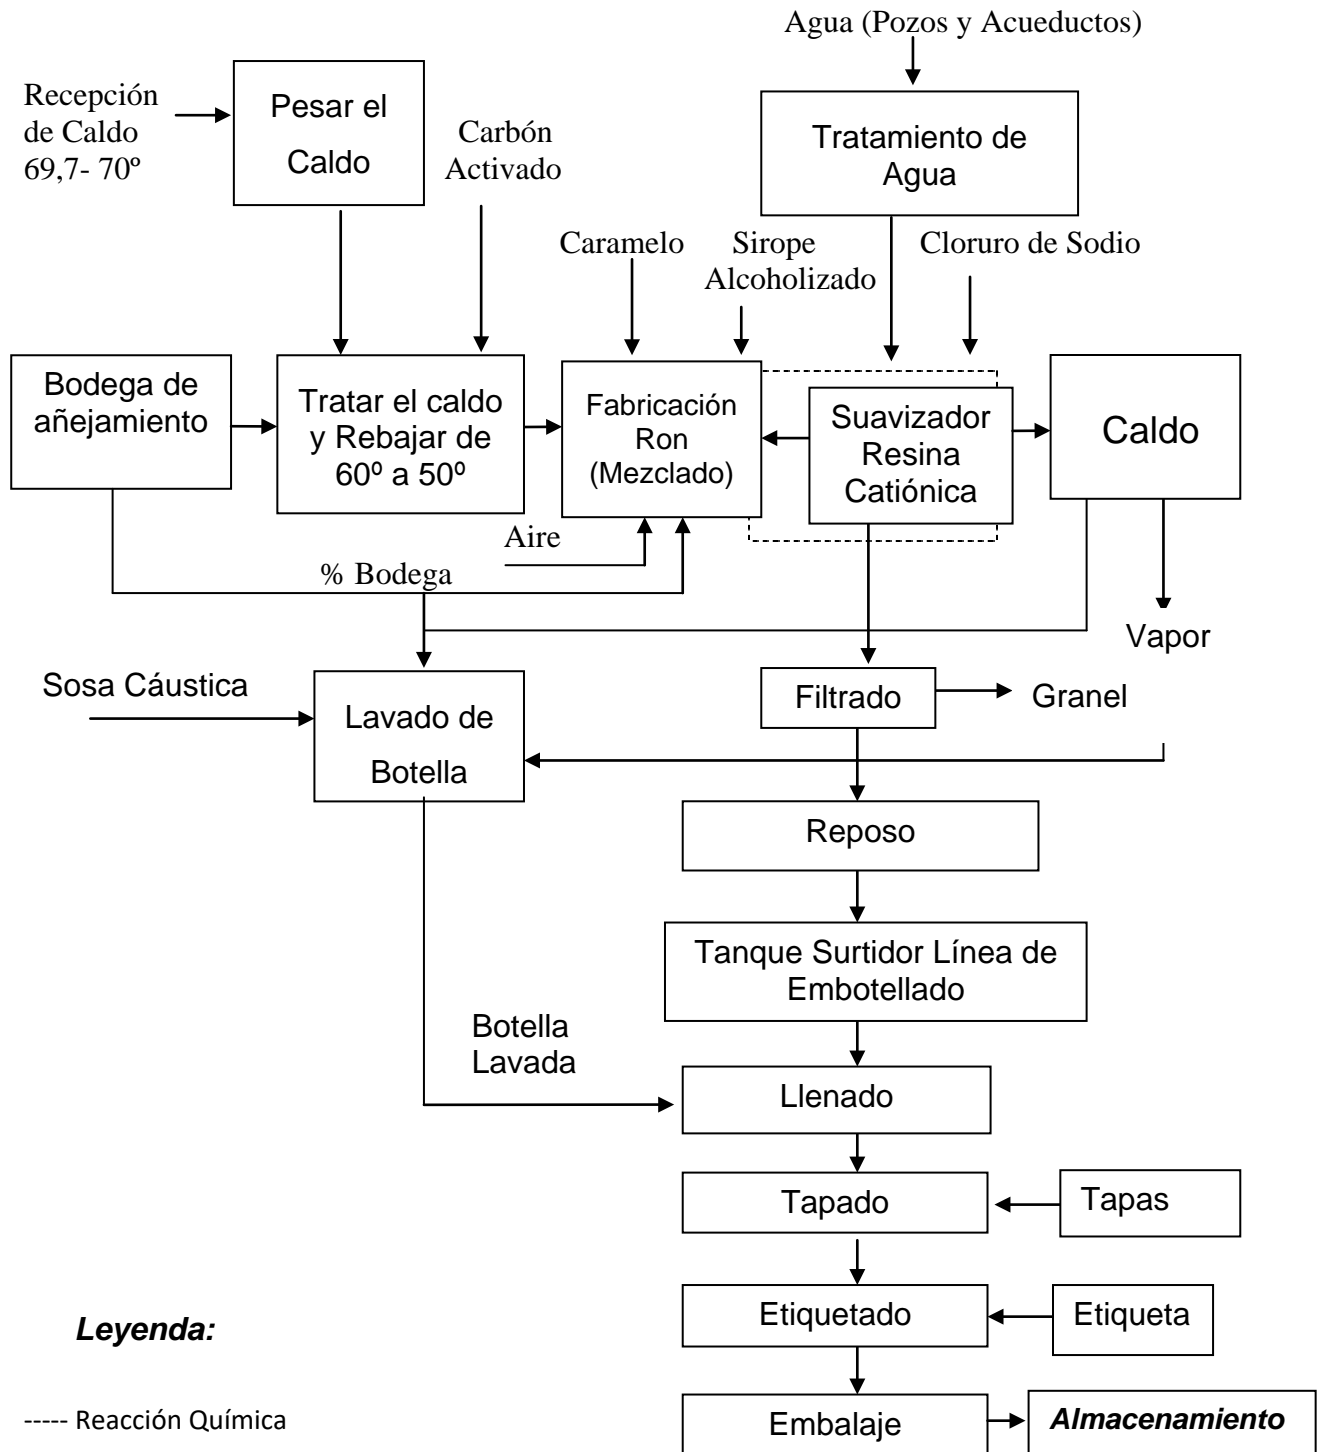 Agua (Pozos y Acueductos)
Recepción
de Caldo
69,7- 70º
Pesar el
Caldo
Carbón
Activado
Tratamiento de
Agua
Caramelo
Sirope
Alcoholizado
Cloruro de Sodio
Bodega de
añejamiento
Tratar el caldo
y Rebajar de
60º a 50º
Fabricación
Ron
(Mezclado)
Suavizador
Resina
Catiónica
Caldo
Aire
% Bodega
Vapor
Sosa Cáustica
Lavado de
Botella
Filtrado
Granel
Reposo
Tanque Surtidor Línea de
Embotellado
Botella
Lavada
Llenado
Tapado
Tapas
Etiquetado
Etiqueta
Leyenda:
----- Reacción Química
Embalaje
Almacenamiento